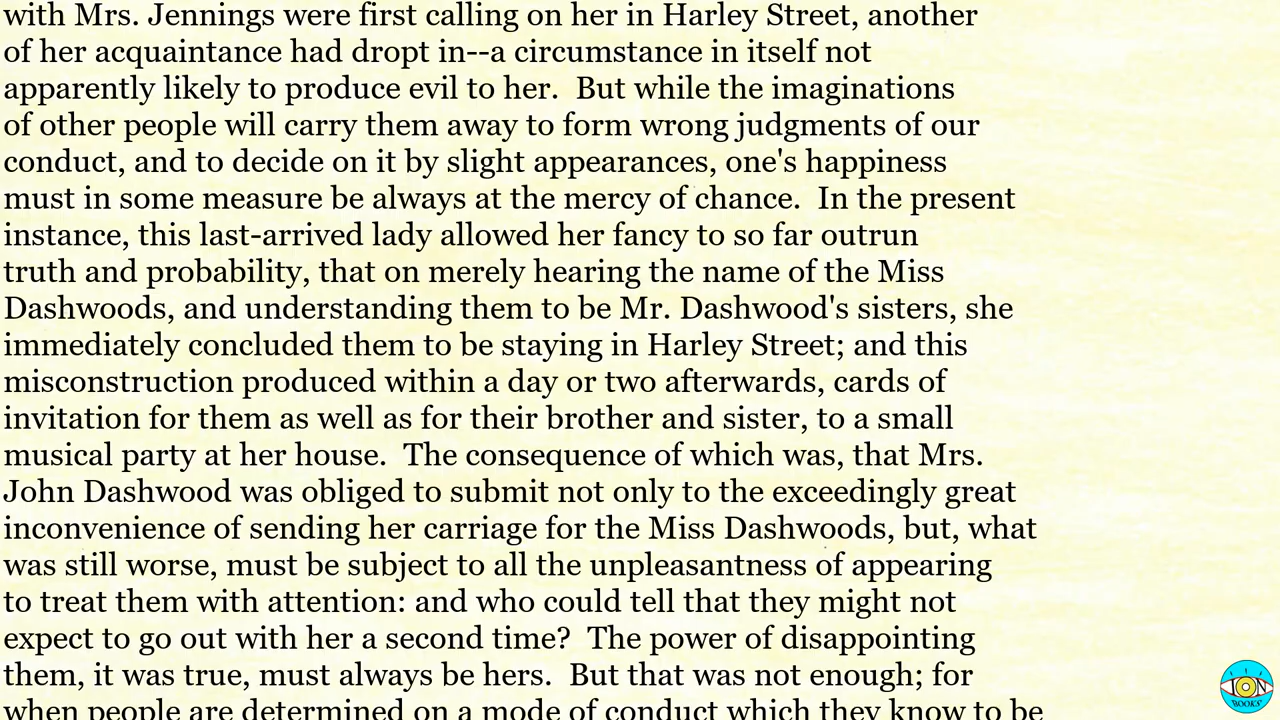 with Mrs. Jennings were first calling on her in Harley Street, another
of her acquaintance had dropt in--a circumstance in itself not
apparently likely to produce evil to her.  But while the imaginations
of other people will carry them away to form wrong judgments of our
conduct, and to decide on it by slight appearances, one's happiness
must in some measure be always at the mercy of chance.  In the present
instance, this last-arrived lady allowed her fancy to so far outrun
truth and probability, that on merely hearing the name of the Miss
Dashwoods, and understanding them to be Mr. Dashwood's sisters, she
immediately concluded them to be staying in Harley Street; and this
misconstruction produced within a day or two afterwards, cards of
invitation for them as well as for their brother and sister, to a small
musical party at her house.  The consequence of which was, that Mrs.
John Dashwood was obliged to submit not only to the exceedingly great
inconvenience of sending her carriage for the Miss Dashwoods, but, what
was still worse, must be subject to all the unpleasantness of appearing
to treat them with attention: and who could tell that they might not
expect to go out with her a second time?  The power of disappointing
them, it was true, must always be hers.  But that was not enough; for
when people are determined on a mode of conduct which they know to be
ION
BOOKS